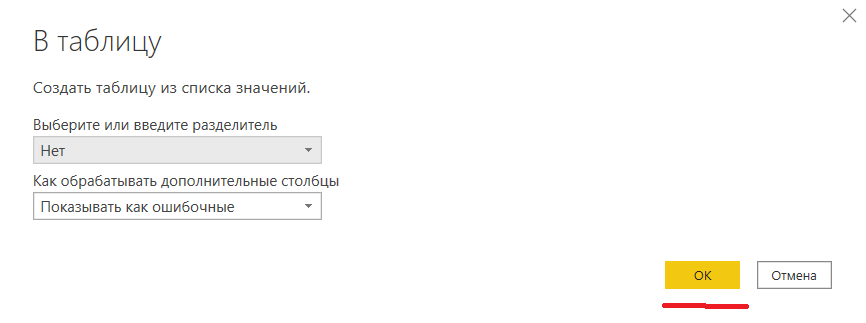 В таблицу
Создать таблицу из списка значений.
Выберите или введите разделитель
Нет
Как обрабатывать дополнительные столбцы
Показывать как ошибочные
ОК
Отмена